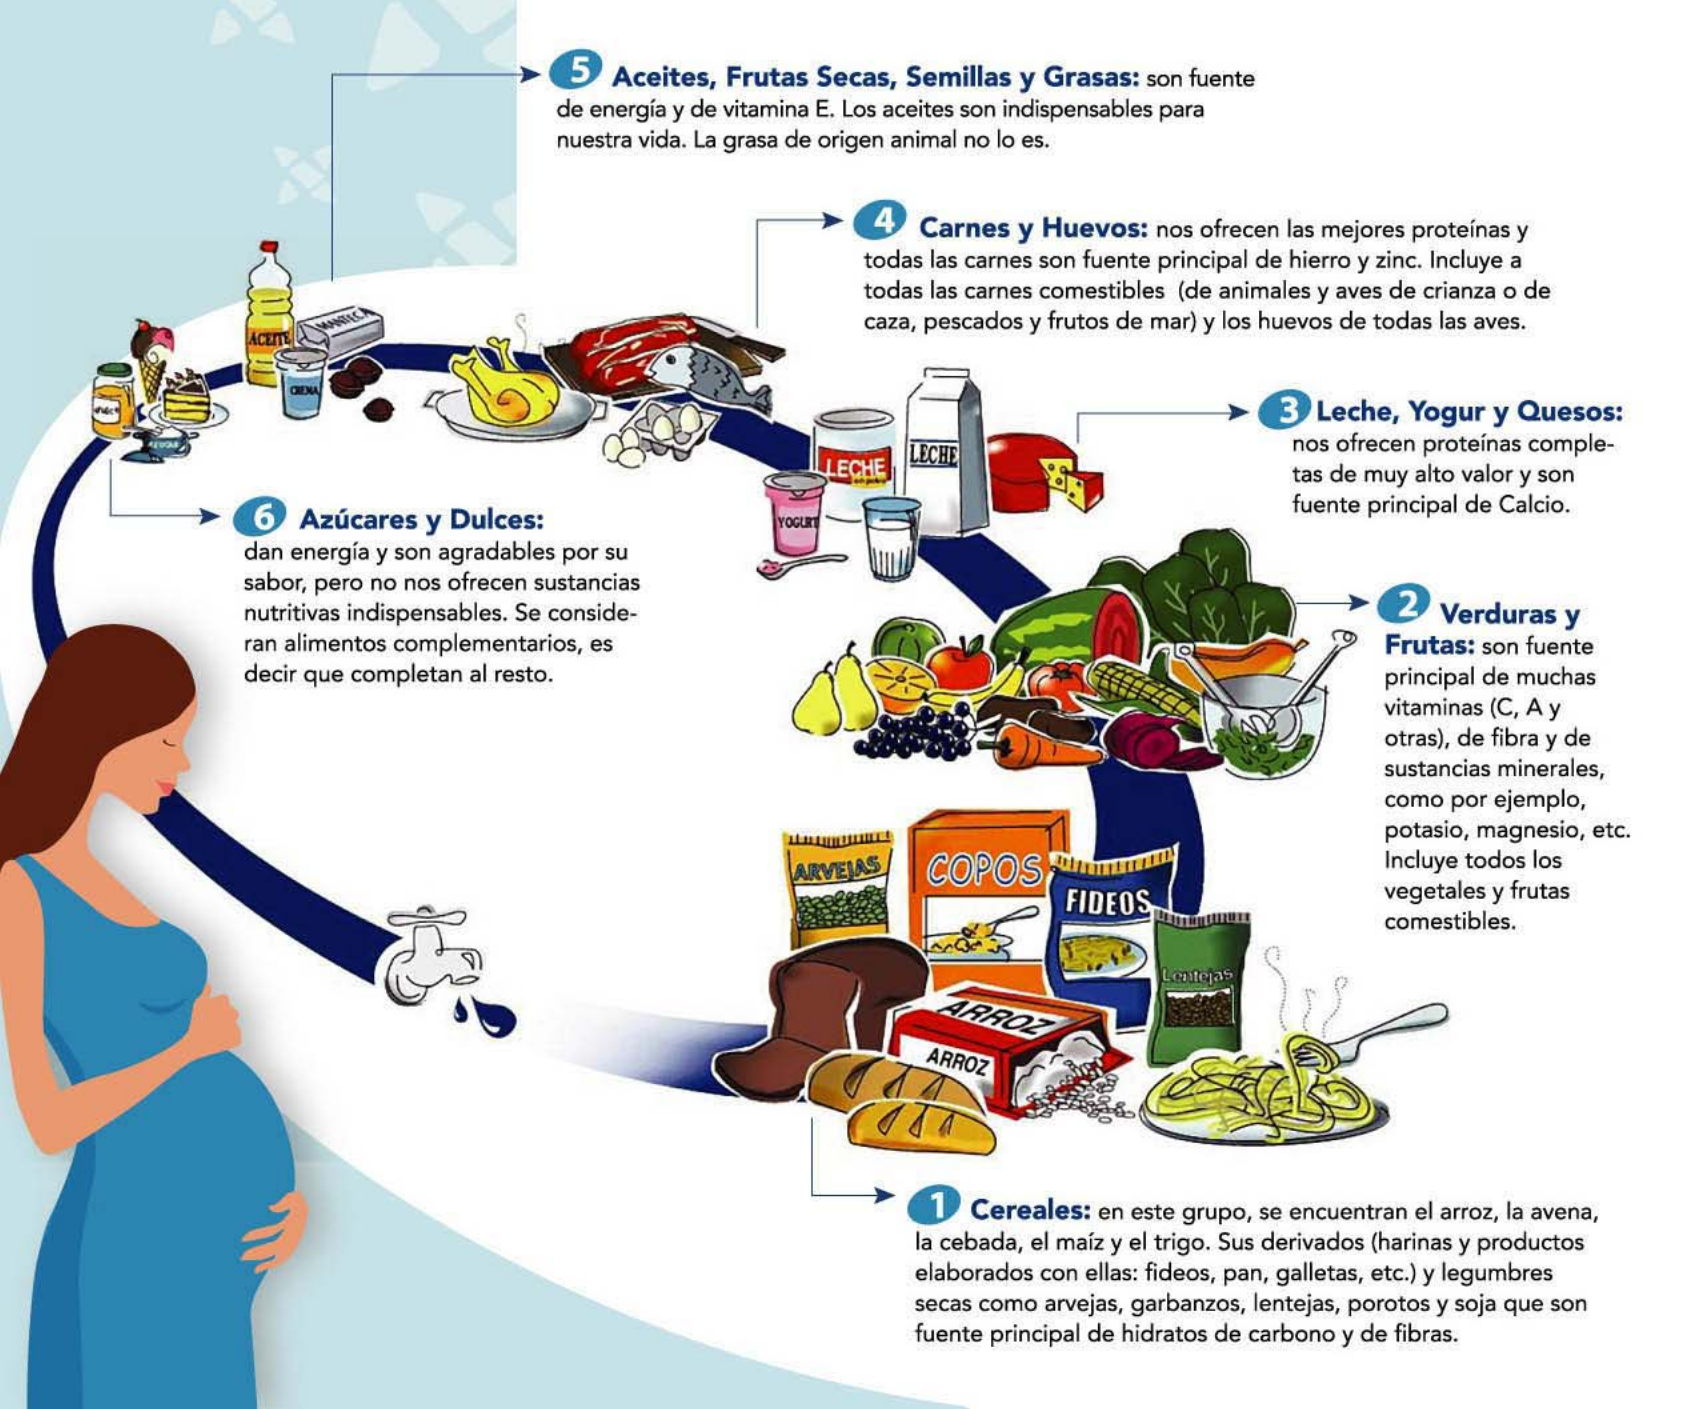 5 Aceites, Frutas Secas, Semillas y Grasas: son fuente
de energía y de vitamina E. Los aceites son indispensables para
nuestra vida. La grasa de origen animal no lo es.
4 Carnes y Huevos: nos ofrecen las mejores proteínas y
todas las carnes son fuente principal de hierro y zinc. Incluye a
todas las carnes comestibles (de animales y aves de crianza o de
caza, pescados y frutos de mar) y los huevos de todas las aves.
3 Leche, Yogur y Quesos:
nos ofrecen proteínas comple-
tas de muy alto valor y son
fuente principal de Calcio.
2 Verduras y
Frutas: son fuente
principal de muchas
vitaminas (C, A y
otras), de fibra y de
sustancias minerales,
como por ejemplo,
potasio, magnesio, etc.
Incluye todos los
vegetales y frutas
comestibles.
6 Azúcares y Dulces:
dan energía y son agradables por su
sabor, pero no nos ofrecen sustancias
nutritivas indispensables. Se conside-
ran alimentos complementarios, es
decir que completan al resto.
ACEITE
MANTECA
CREMA
LECHE
LECHE
YOGURT
ARVEJAS
COPOS
FIDEOS
Lentejas
ARROZ
ARROZ
1 Cereales: en este grupo, se encuentran el arroz, la avena,
la cebada, el maíz y el trigo. Sus derivados (harinas y productos
elaborados con ellas: fideos, pan, galletas, etc.) y legumbres
secas como arvejas, garbanzos, lentejas, porotos y soja que son
fuente principal de hidratos de carbono y de fibras.